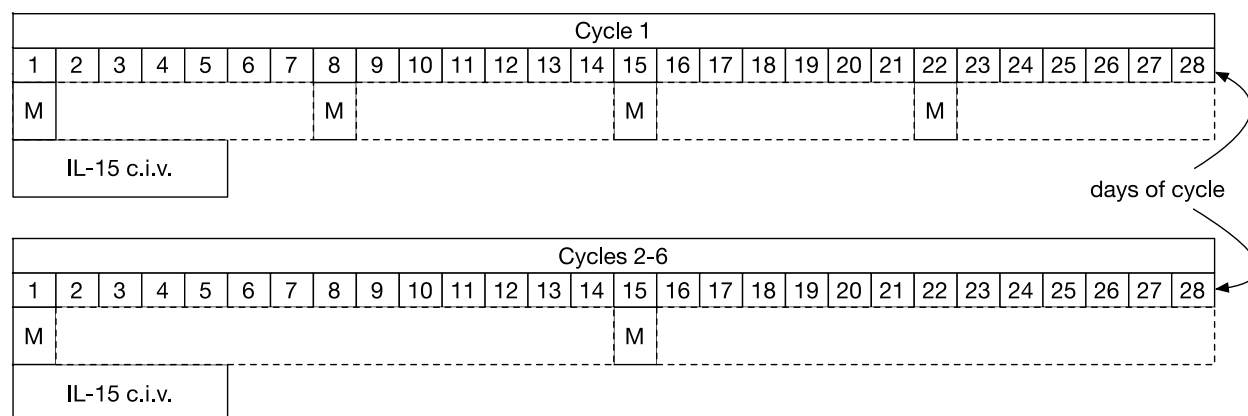 Cycle 1
1 2 3 4 5 6 7 8 9 10 11 12 13 14 15 16 17 18 19 20 21 22 23 24 25 26 27 28
M M M M
IL-15 c.i.v.
days of cycle
Cycles 2-6
1 2 3 4 5 6 7 8 9 10 11 12 13 14 15 16 17 18 19 20 21 22 23 24 25 26 27 28
M M
IL-15 c.i.v.